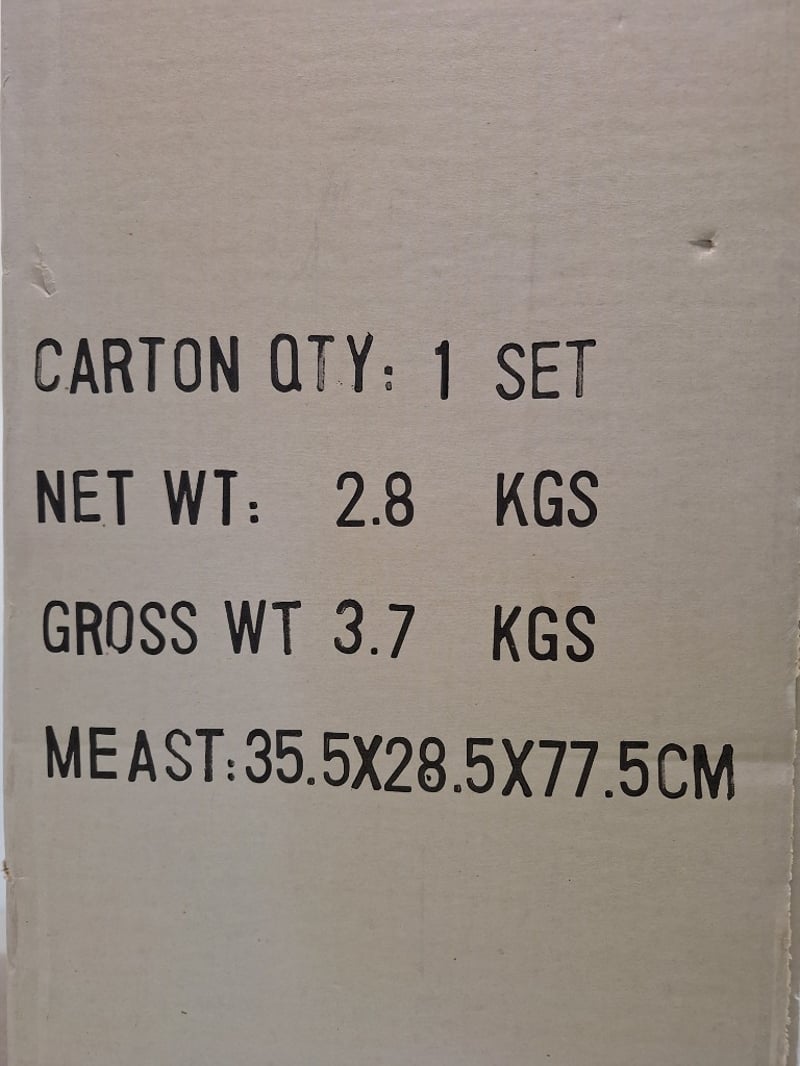 CARTON QTY: 1 SET
NET WT: 2.8 KGS
GROSS WT 3.7 KGS
MEAST:35.5X28.5X77.5CM